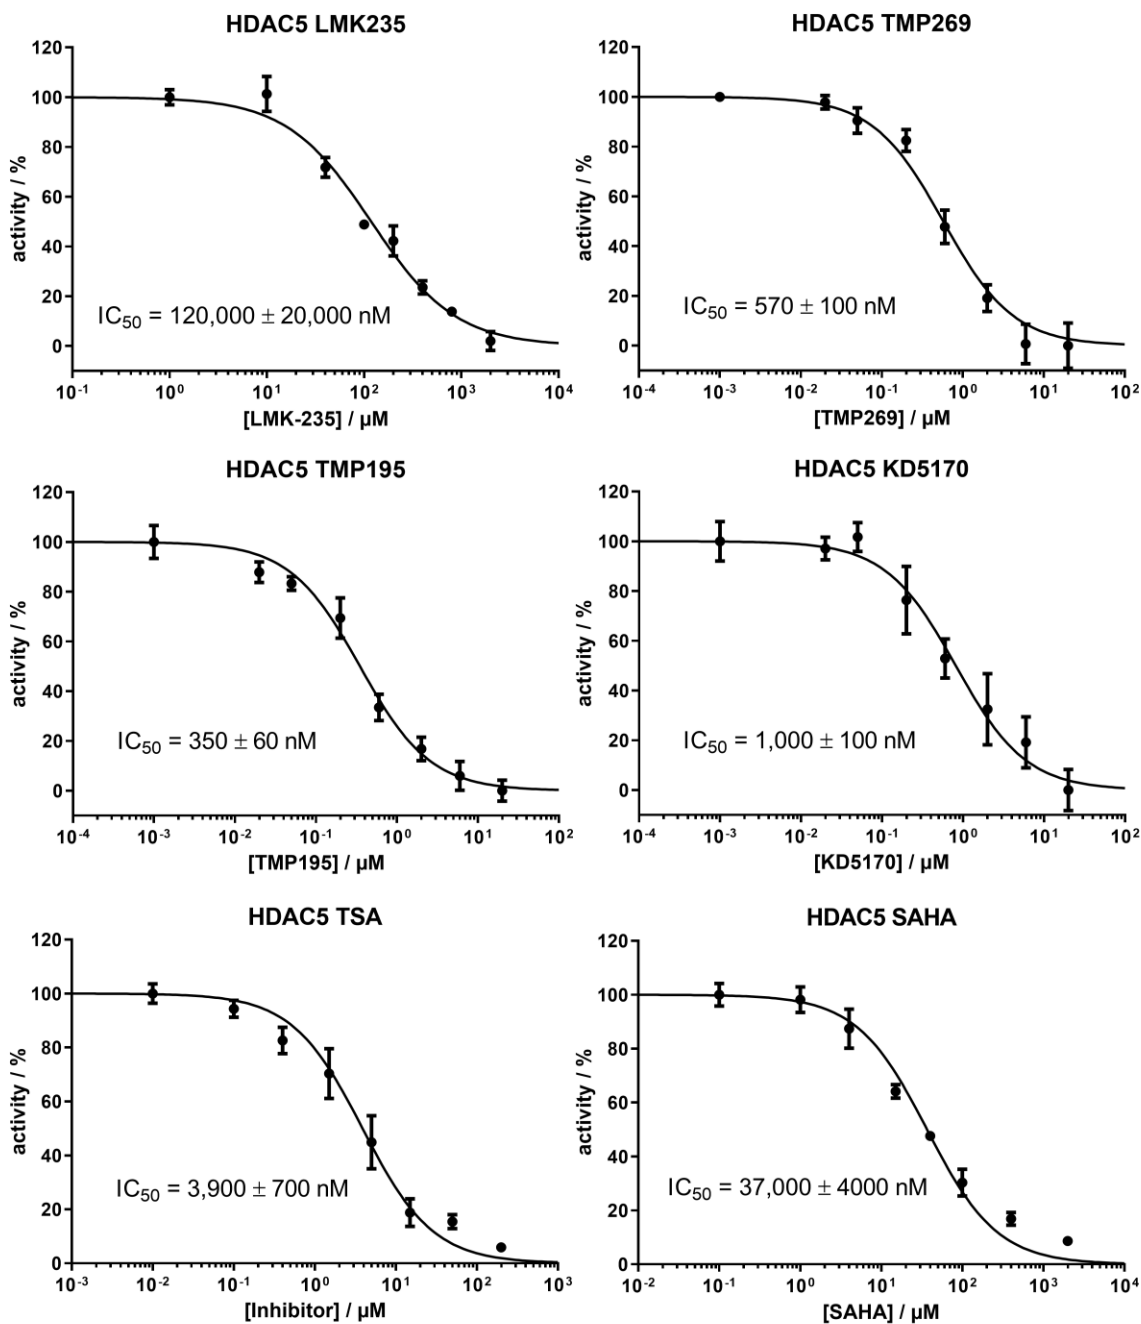 HDAC5 LMK235
120
100
80
60
40
20
0
activity / %
IC₅₀ = 120,000 ± 20,000 nM
10⁻¹ 10⁰ 10¹ 10² 10³ 10⁴
[LMK-235] / µM
HDAC5 TMP269
120
100
80
60
40
20
0
activity / %
IC₅₀ = 570 ± 100 nM
10⁻⁴ 10⁻³ 10⁻² 10⁻¹ 10⁰ 10¹ 10²
[TMP269] / µM
HDAC5 TMP195
120
100
80
60
40
20
0
activity / %
IC₅₀ = 350 ± 60 nM
10⁻⁴ 10⁻³ 10⁻² 10⁻¹ 10⁰ 10¹ 10²
[TMP195] / µM
HDAC5 KD5170
120
100
80
60
40
20
0
activity / %
IC₅₀ = 1,000 ± 100 nM
10⁻⁴ 10⁻³ 10⁻² 10⁻¹ 10⁰ 10¹ 10²
[KD5170] / µM
HDAC5 TSA
120
100
80
60
40
20
0
activity / %
IC₅₀ = 3,900 ± 700 nM
10⁻³ 10⁻² 10⁻¹ 10⁰ 10¹ 10² 10³
[Inhibitor] / µM
HDAC5 SAHA
120
100
80
60
40
20
0
activity / %
IC₅₀ = 37,000 ± 4000 nM
10⁻² 10⁻¹ 10⁰ 10¹ 10² 10³ 10⁴
[SAHA] / µM